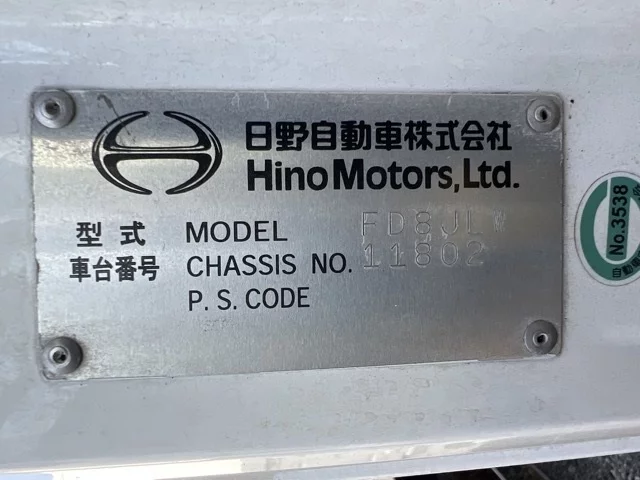 日野自動車株式会社
Hino Motors, Ltd.
型式 MODEL FD8JLW
車台番号 CHASSIS NO. 11802
P. S. CODE
No.3538